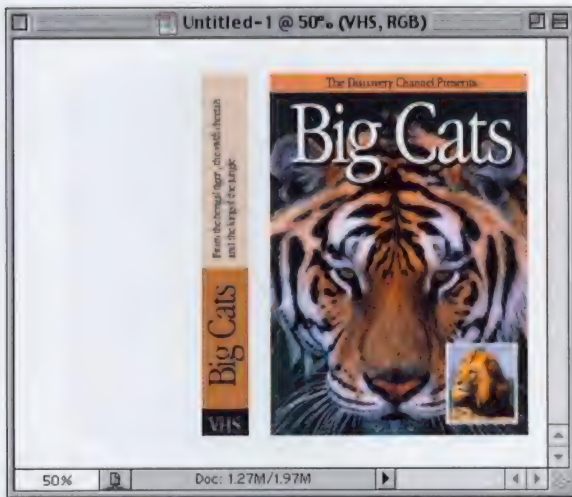 Untitled-1 @ 50% (VHS, RGB)
The Discovery Channel Presents
Big Cats
From the bengal tiger, the swift cheetah
and the king of the jungle
Big Cats
VHS
50%
Doc: 1.27M/1.97M